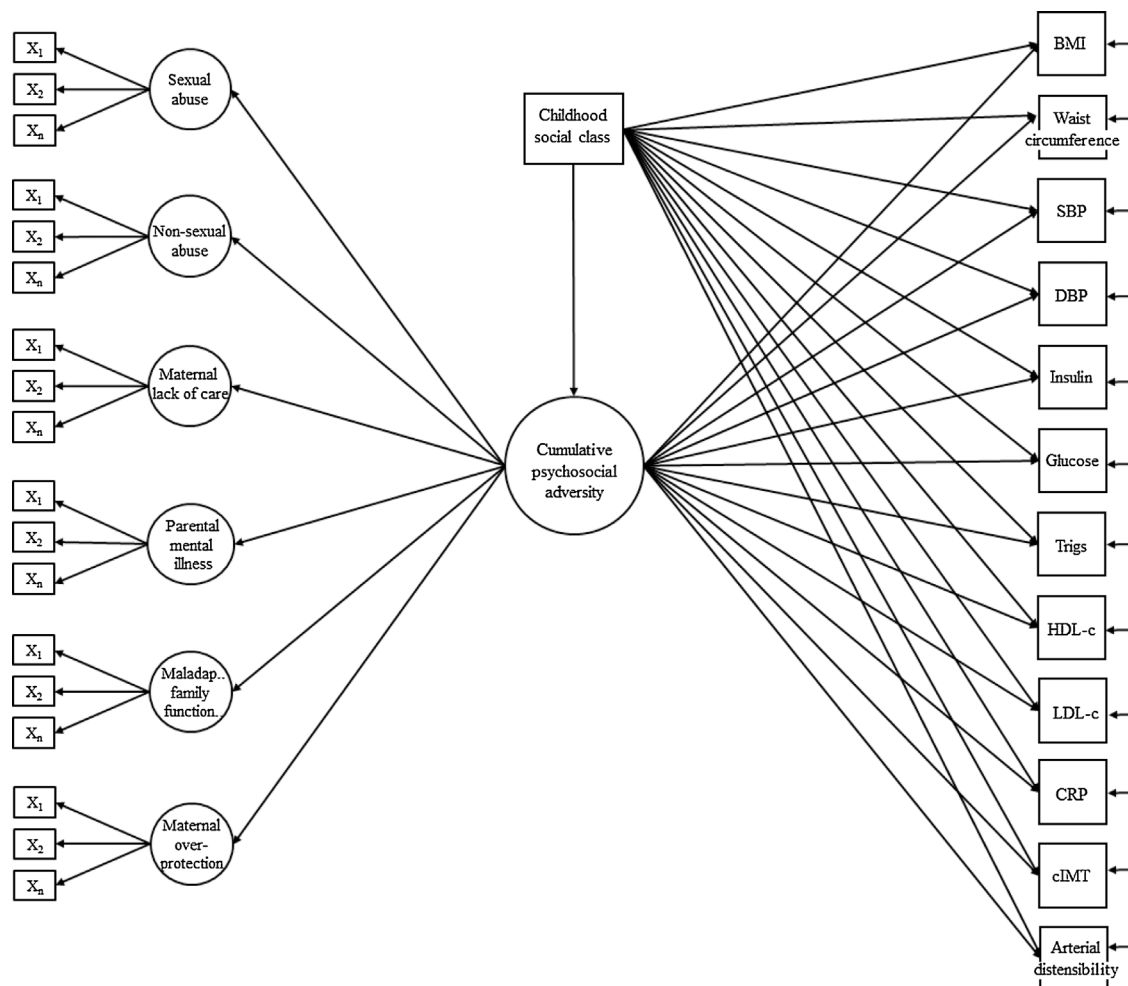 X1
X2
Xn
Sexual
abuse
X1
X2
Xn
Non-sexual
abuse
X1
X2
Xn
Maternal
lack of care
X1
X2
Xn
Parental
mental
illness
X1
X2
Xn
Maladap..
family
function..
X1
X2
Xn
Maternal
over-
protection
Childhood
social class
Cumulative
psychosocial
adversity
BMI
Waist
circumference
SBP
DBP
Insulin
Glucose
Trigs
HDL-c
LDL-c
CRP
cIMT
Arterial
distensibility